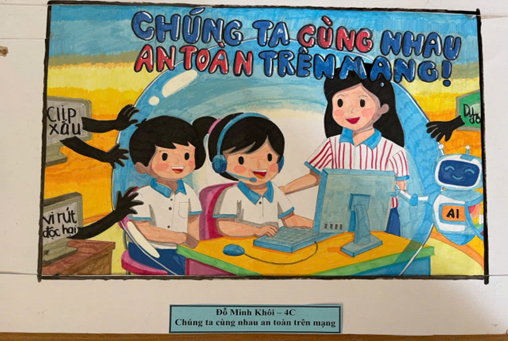 CHÚNG TA CÙNG NHAU
AN TOÀN TRÊN MẠNG!
Clip
xấu
vi rút
độc hại
AI
Đỗ Minh Khôi – 4C
Chúng ta cùng nhau an toàn trên mạng